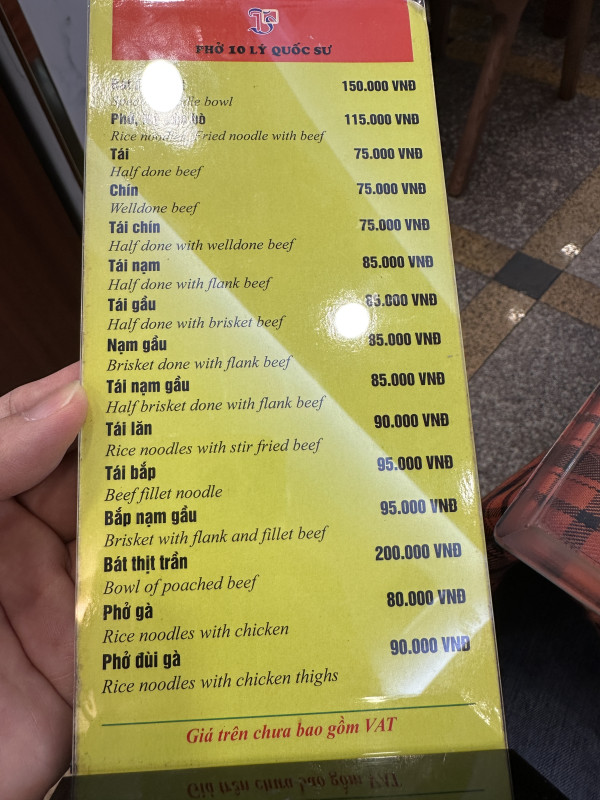 PHỞ 10 LÝ QUỐC SƯ
150.000 VNĐ
bowl
Phở, bò 115.000 VNĐ
Rice noodles, Fried noodle with beef
Tái 75.000 VNĐ
Half done beef
Chín 75.000 VNĐ
Welldone beef
Tái chín 75.000 VNĐ
Half done with welldone beef
Tái nạm 85.000 VNĐ
Half done with flank beef
Tái gầu 85.000 VNĐ
Half done with brisket beef
Nạm gầu 85.000 VNĐ
Brisket done with flank beef
Tái nạm gầu 85.000 VNĐ
Half brisket done with flank beef
Tái lăn 90.000 VNĐ
Rice noodles with stir fried beef
Tái bắp 95.000 VNĐ
Beef fillet noodle
Bắp nạm gầu 95.000 VNĐ
Brisket with flank and fillet beef
Bát thịt trần 200.000 VNĐ
Bowl of poached beef
Phở gà 80.000 VNĐ
Rice noodles with chicken
Phở đùi gà 90.000 VNĐ
Rice noodles with chicken thighs
Giá trên chưa bao gồm VAT